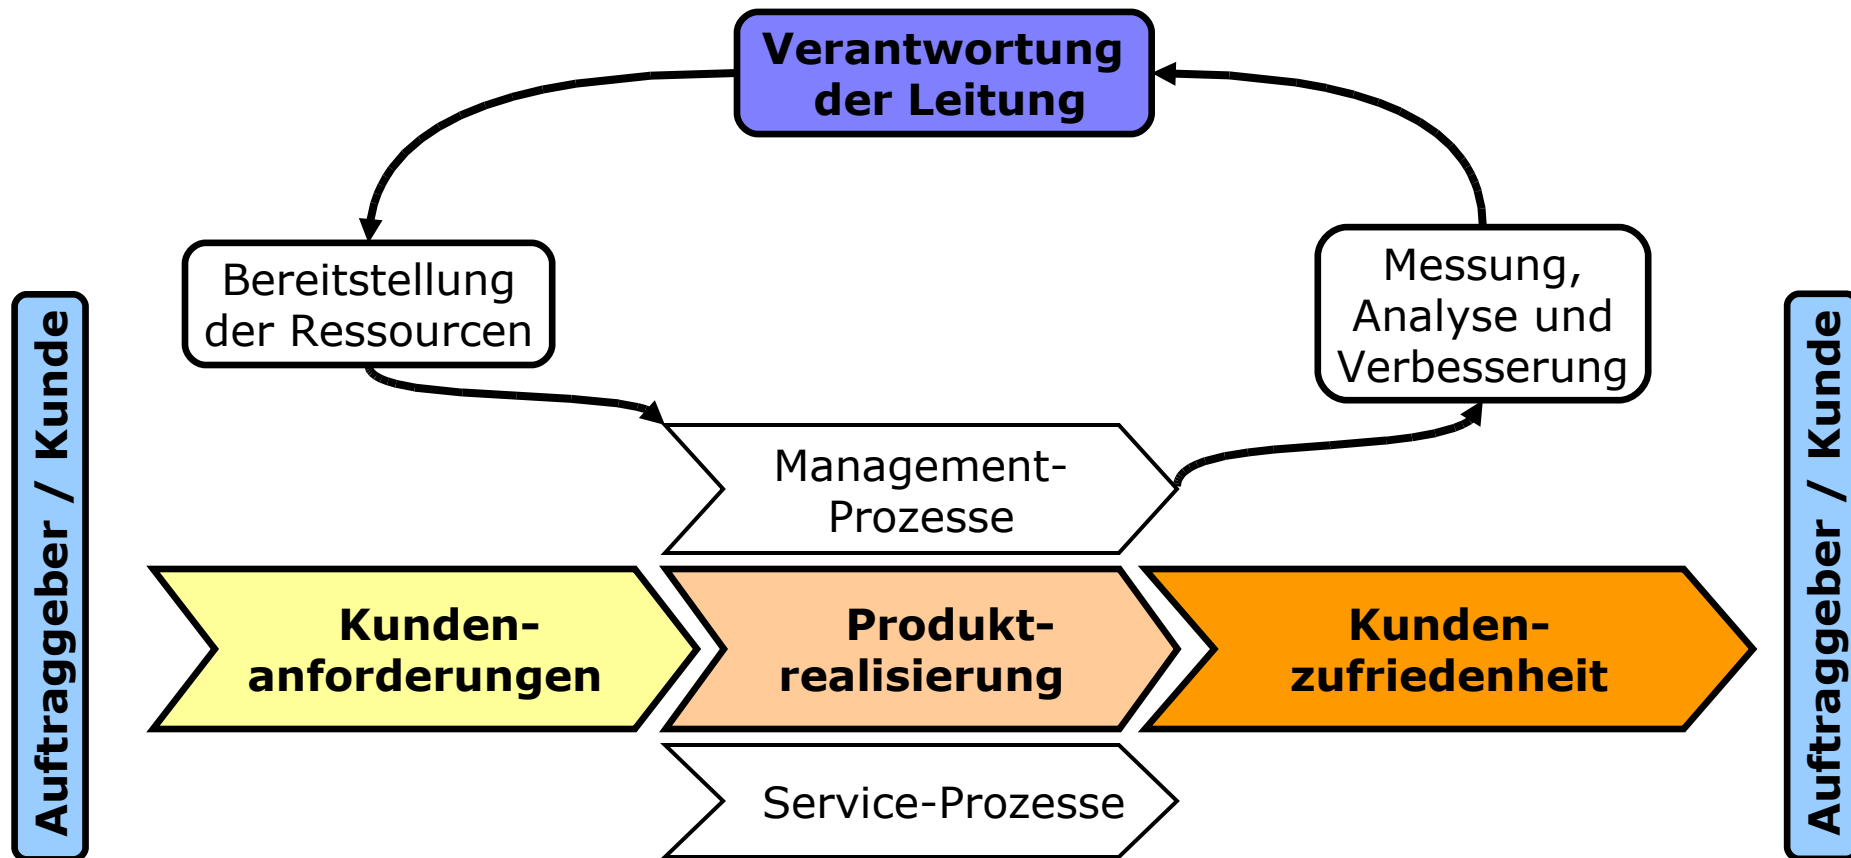 Verantwortung
der Leitung
Bereitstellung
der Ressourcen
Messung,
Analyse und
Verbesserung
Auftraggeber / Kunde
Management-
Prozesse
Kunden-
anforderungen
Produkt-
realisierung
Kunden-
zufriedenheit
Service-Prozesse
Auftraggeber / Kunde